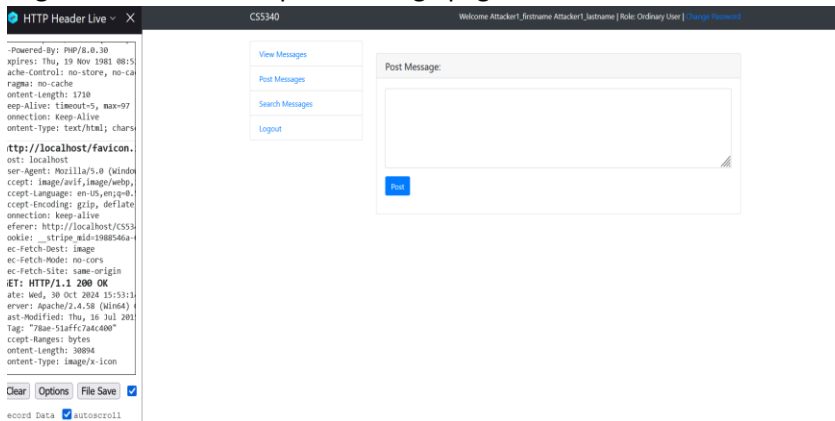 HTTP Header Live
-Powered-By: PHP/8.0.30
xpires: Thu, 19 Nov 1981 08:5
ache-Control: no-store, no-ca
ragma: no-cache
ontent-Length: 1710
eep-Alive: timeout=5, max=97
onnection: Keep-Alive
ontent-Type: text/html; chars
ttp://localhost/favicon.
ost: localhost
ser-Agent: Mozilla/5.0 (Window
ccept: image/avif,image/webp,
ccept-Language: en-US,en;q=0.
ccept-Encoding: gzip, deflate
onnection: keep-alive
eferer: http://localhost/CS534
ookie: __stripe_mid=1988546a-
ec-Fetch-Dest: image
ec-Fetch-Mode: no-cors
ec-Fetch-Site: same-origin
GET: HTTP/1.1 200 OK
ate: Wed, 30 Oct 2024 15:53:1
erver: Apache/2.4.58 (Win64)
ast-Modified: Thu, 16 Jul 201
Tag: "78ae-51affc7a4c400"
ccept-Ranges: bytes
ontent-Length: 30894
ontent-Type: image/x-icon
Clear Options File Save
ecord Data autoscroll
CS5340
Welcome Attacker1_firstname Attacker1_lastname | Role: Ordinary User | Change Password
View Messages
Post Messages
Search Messages
Logout
Post Message:
Post